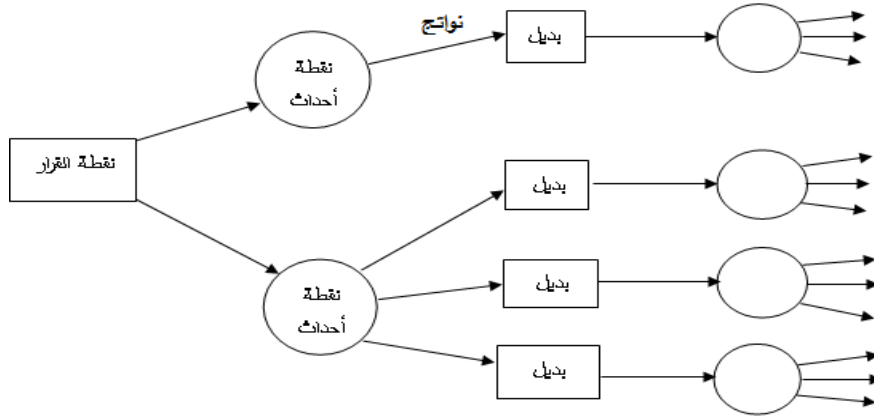 نواتج
بديل
نقطة
أحداث
نقطة القرار
بديل
بديل
نقطة
أحداث
بديل